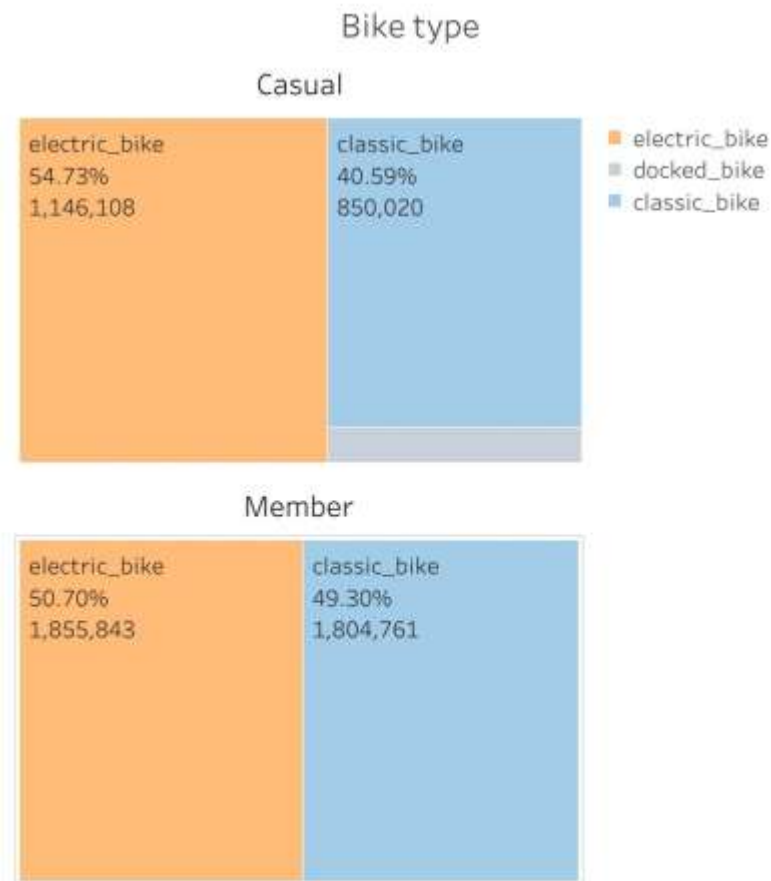 Bike type
Casual
electric_bike
54.73%
1,146,108
classic_bike
40.59%
850,020
electric_bike
docked_bike
classic_bike
Member
electric_bike
50.70%
1,855,843
classic_bike
49.30%
1,804,761